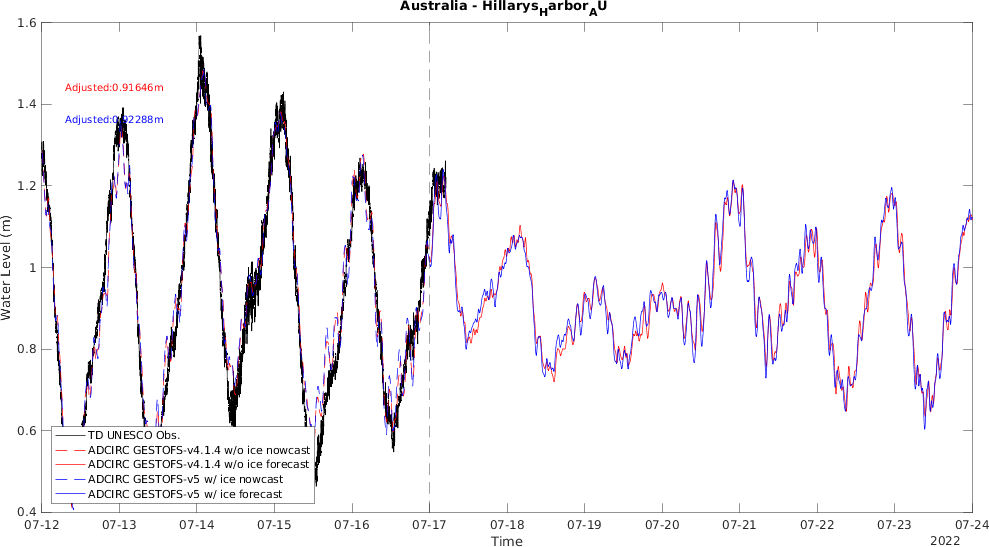 Australia - Hillarys_Harbor_AU
1.6
1.4
1.2
1
0.8
0.6
0.4
Water Level (m)
Adjusted:0.91646m
Adjusted:0.92288m
TD UNESCO Obs.
ADCIRC GESTOFS-v4.1.4 w/o ice nowcast
ADCIRC GESTOFS-v4.1.4 w/o ice forecast
ADCIRC GESTOFS-v5 w/ ice nowcast
ADCIRC GESTOFS-v5 w/ ice forecast
07-12 07-13 07-14 07-15 07-16 07-17 07-18 07-19 07-20 07-21 07-22 07-23 07-24
Time
2022